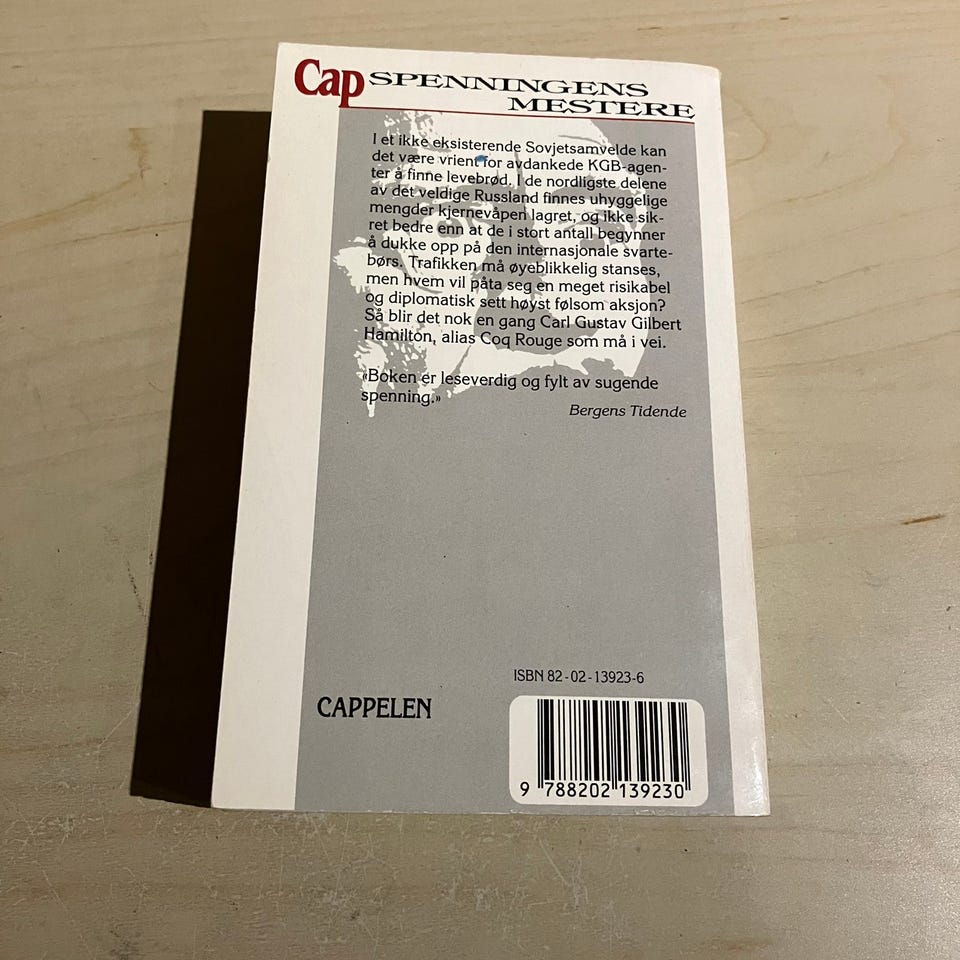 Cap SPENNINGENS
MESTERE
I et ikke eksisterende Sovjetsamvelde kan
det være vrient for avdankede KGB-agen-
ter å finne levebrød. I de nordligste delene
av det veldige Russland finnes uhyggelige
mengder kjernevåpen lagret, og ikke sik-
ret bedre enn at de i stort antall begynner
å dukke opp på den internasjonale svarte-
børs. Trafikken må øyeblikkelig stanses,
men hvem vil påta seg en meget risikabel
og diplomatisk sett høyst følsom aksjon?
Så blir det nok en gang Carl Gustav Gilbert
Hamilton, alias Coq Rouge som må i vei.
«Boken er leseverdig og fylt av sugende
spenning.»
Bergens Tidende
ISBN 82-02-13923-6
CAPPELEN
9 788202 139230